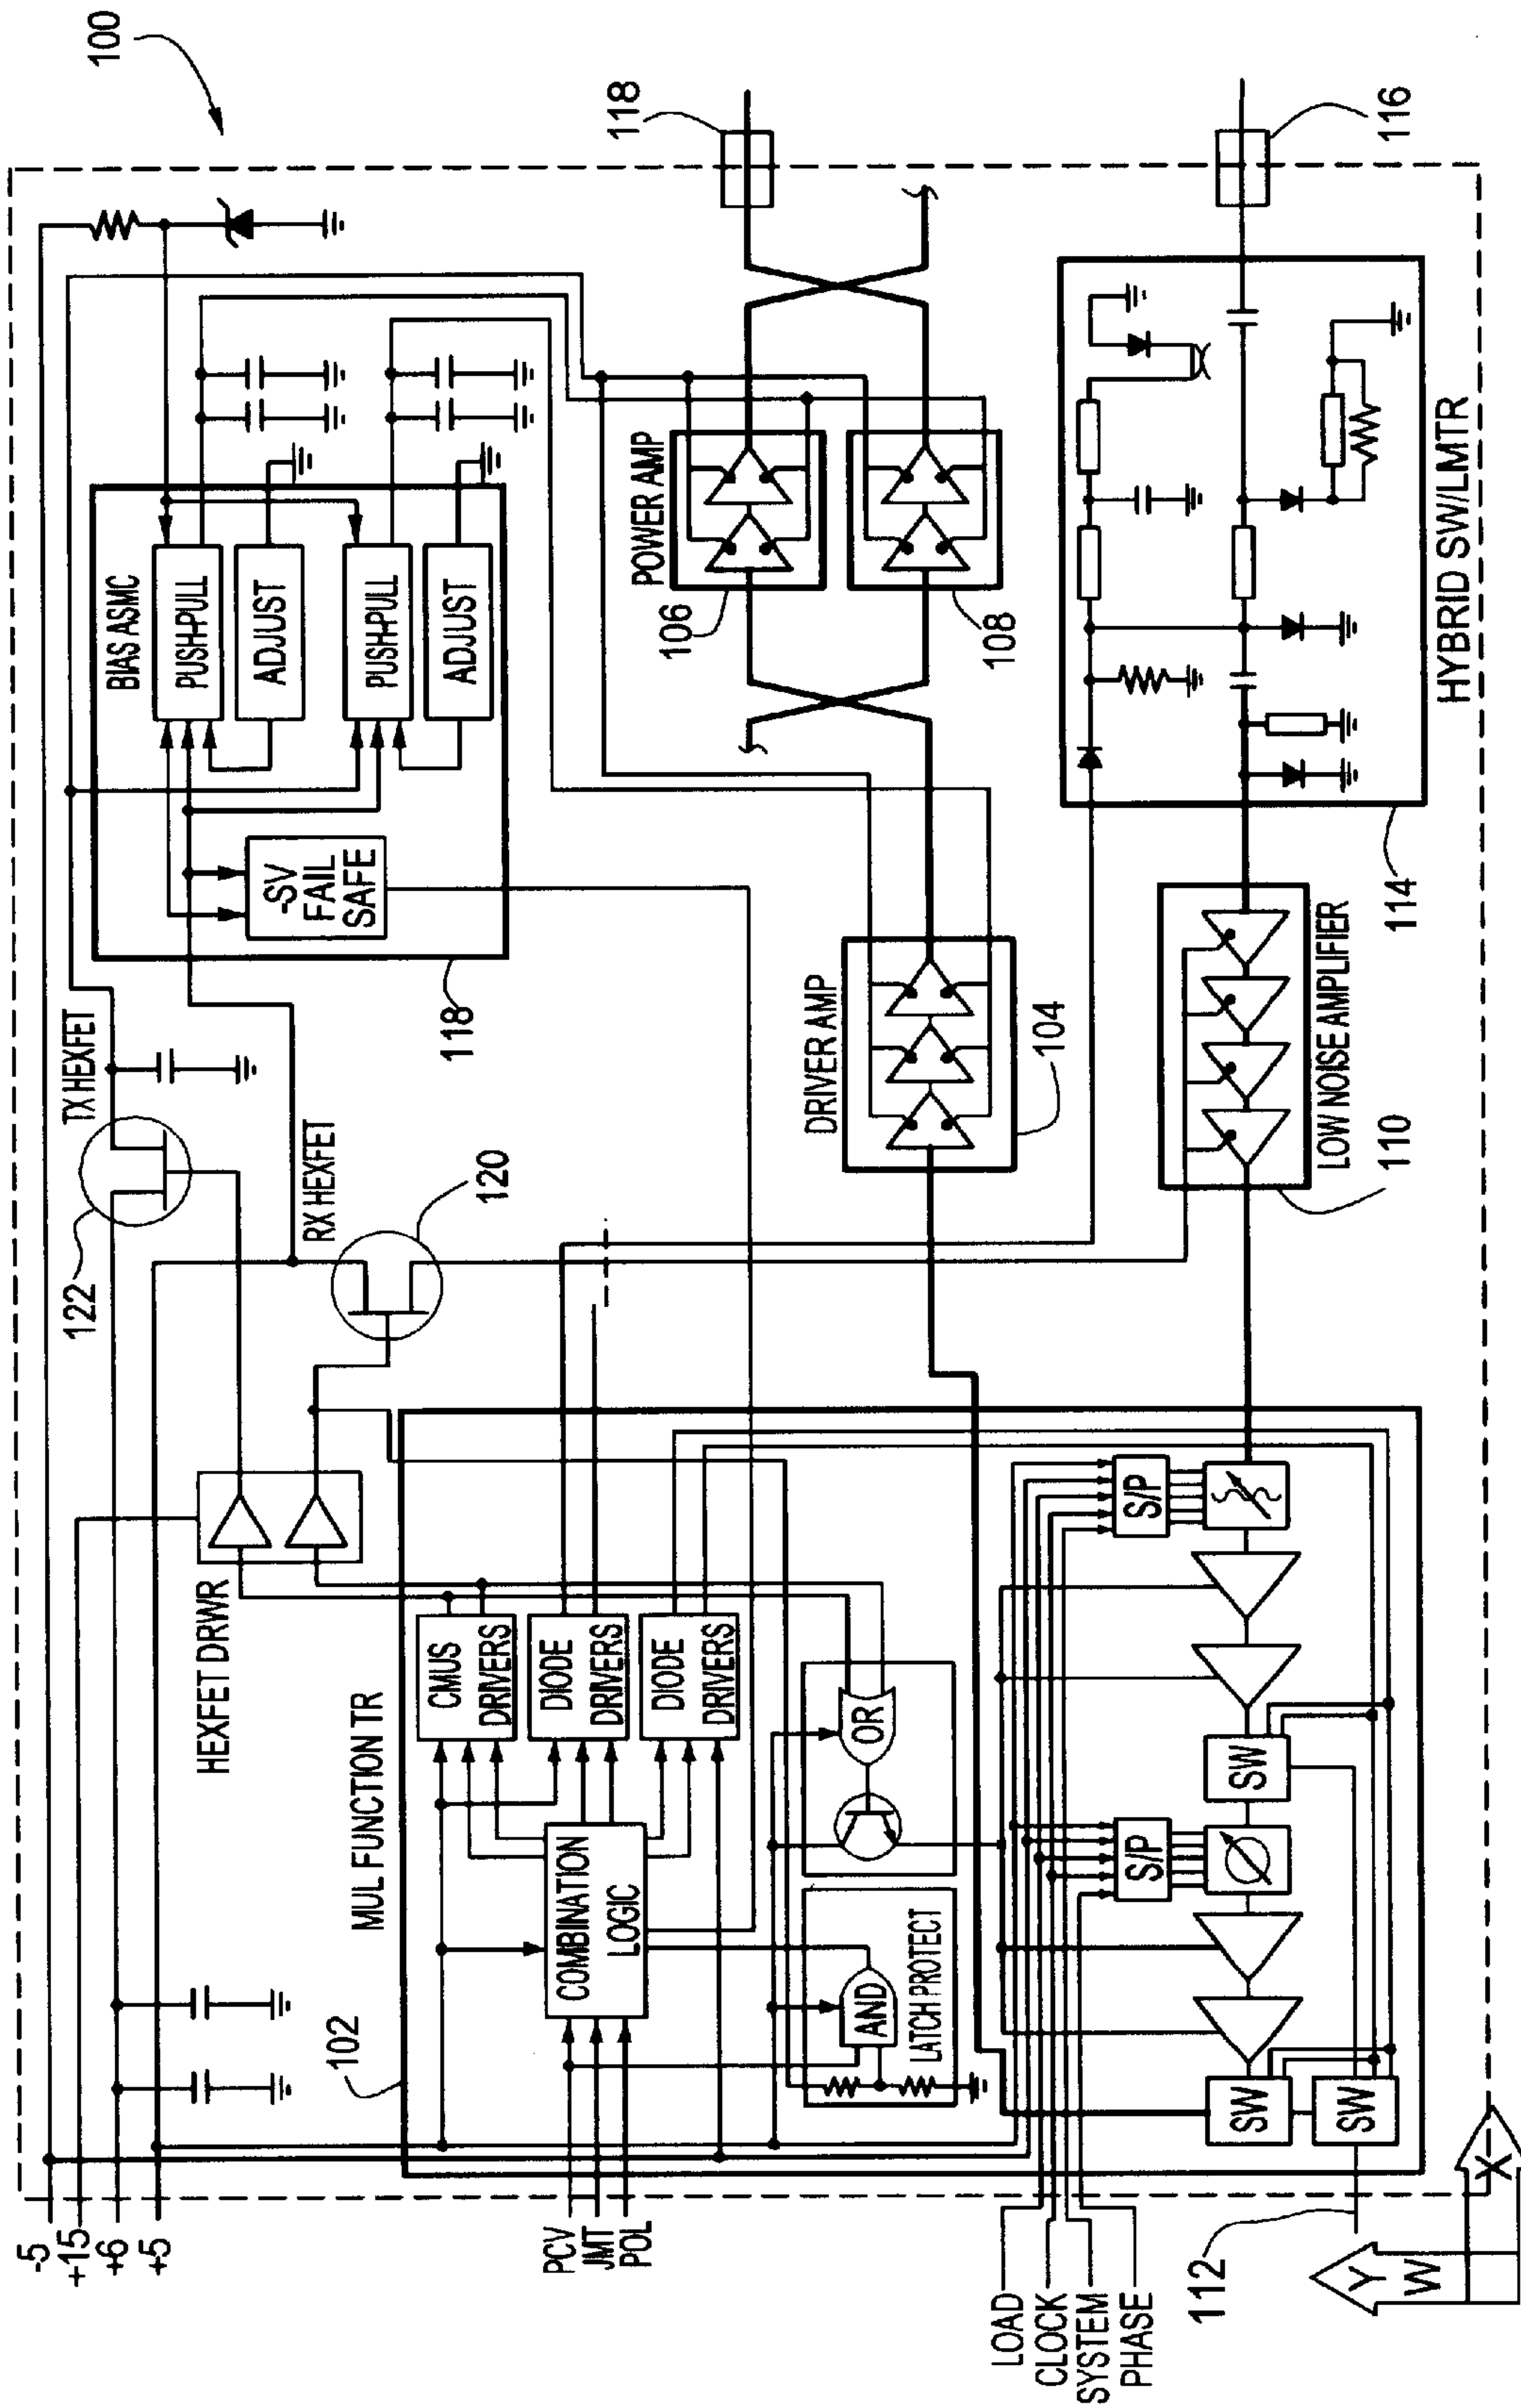 100
-5
+15
+6
+5
122
TX HEXFET
118
BIAS ASMC
PUSH-PULL
ADJUST
PUSH-PULL
ADJUST
-SV
FAIL
SAFE
RX HEXFET
120
HEXFET DRWR
102
MUL FUNCTION TR
CMUS
DRIVERS
DIODE
DRIVERS
DIODE
DRIVERS
COMBINATION
LOGIC
PCV
JMT
POL
OR
AND
LATCH PROTECT
DRIVER AMP
104
POWER AMP
106
108
118
116
HYBRID SW/LMTR
114
LOW NOISE AMPLIFIER
110
S/P
S/P
SW
SW
SW
LOAD
CLOCK
SYSTEM
PHASE
112
Y
W
X